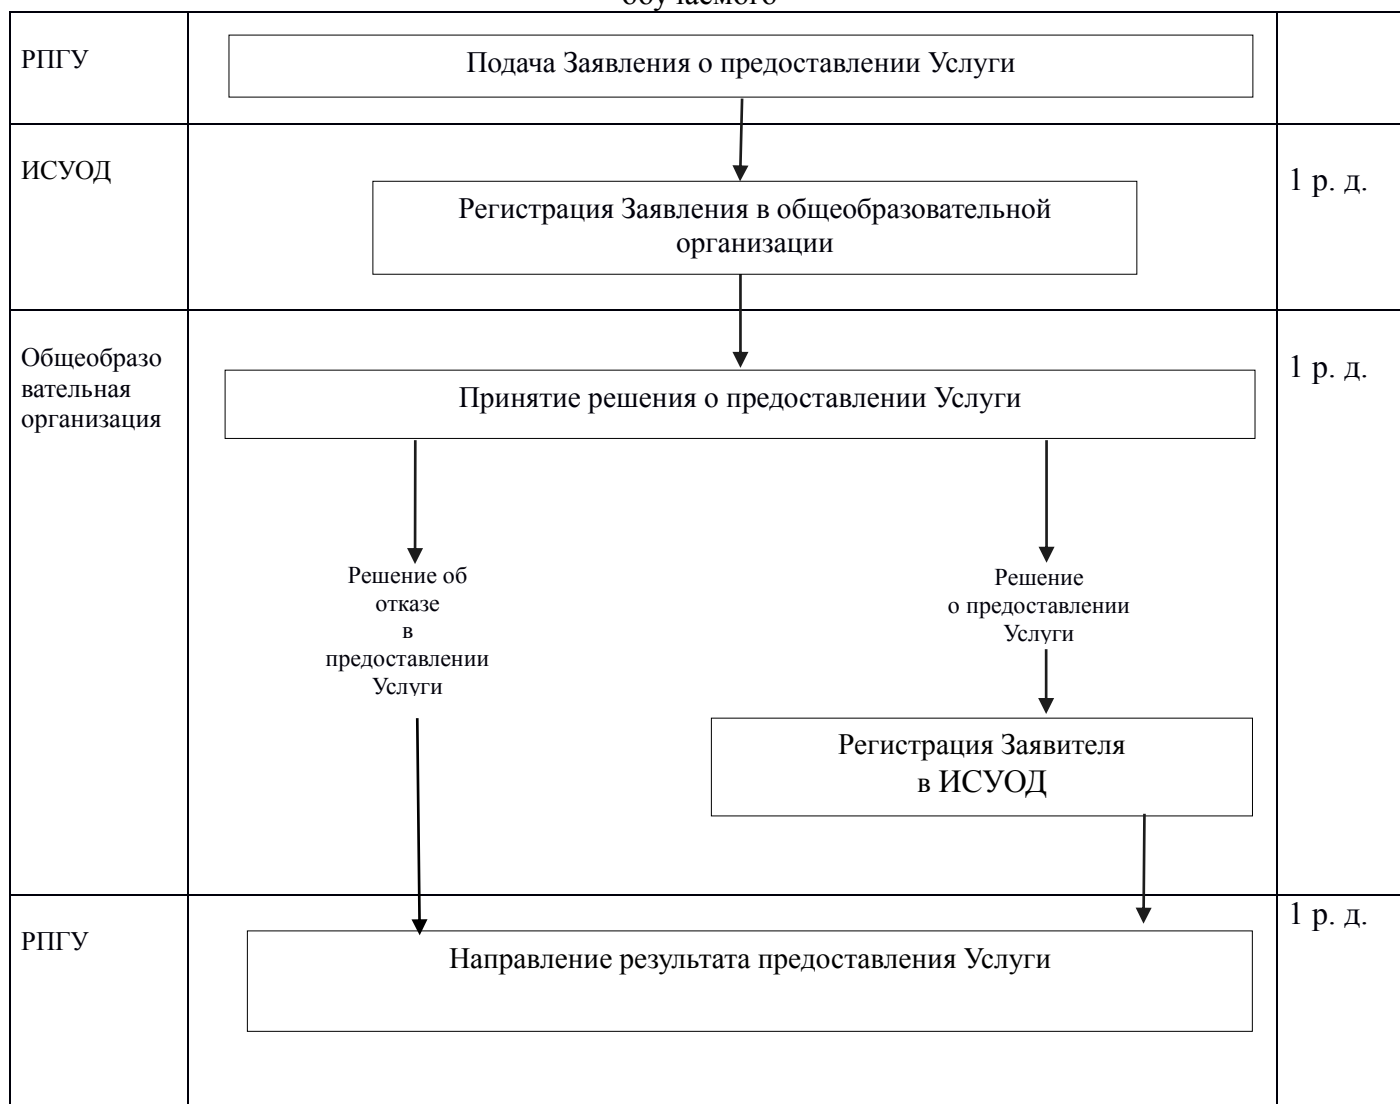 обучаемого
РПГУ
Подача Заявления о предоставлении Услуги
ИСУОД
Регистрация Заявления в общеобразовательной
организации
1 р. д.
Общеобразо
вательная
организация
Принятие решения о предоставлении Услуги
1 р. д.
Решение об
отказе
в
предоставлении
Услуги
Решение
о предоставлении
Услуги
Регистрация Заявителя
в ИСУОД
РПГУ
Направление результата предоставления Услуги
1 р. д.